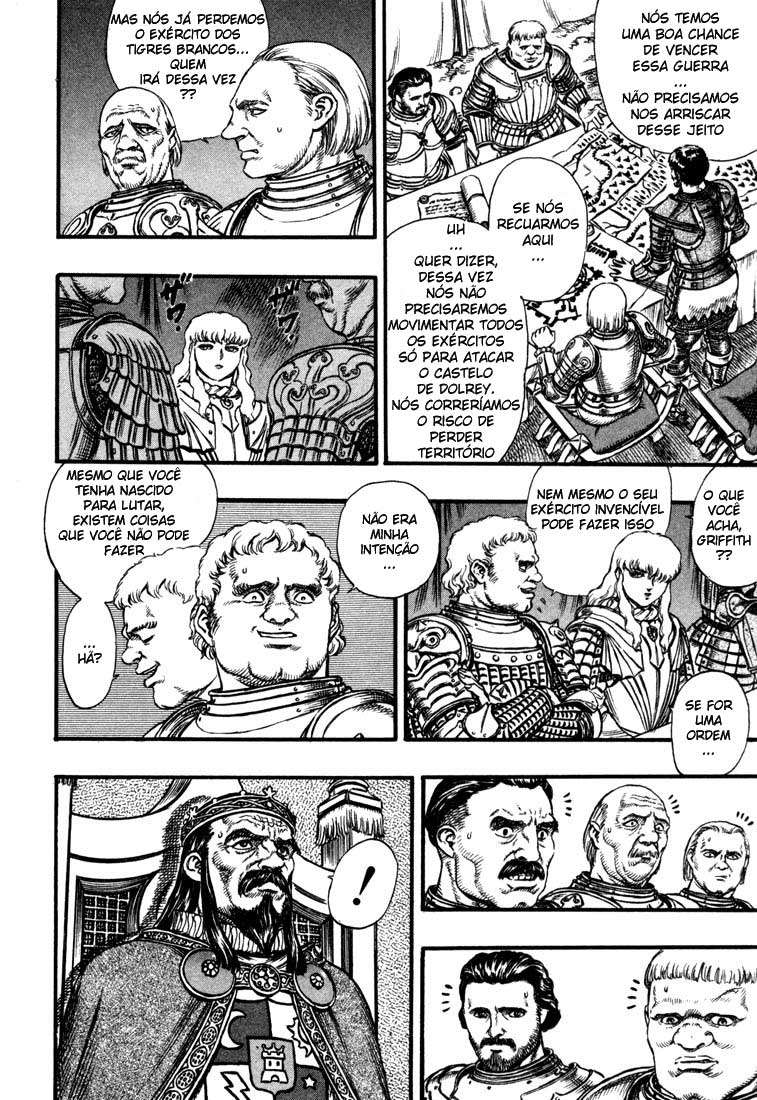 NÓS TEMOS
UMA BOA CHANCE
DE VENCER
ESSA GUERRA
...
NÃO PRECISAMOS
NOS ARRISCAR
DESSE JEITO
SE NÓS
RECUARMOS
AQUI
...
UH
...
QUER DIZER,
DESSA VEZ
NÓS NÃO
PRECISAREMOS
MOVIMENTAR TODOS
OS EXÉRCITOS
SÓ PARA ATACAR
O CASTELO
DE DOLREY.
NÓS CORRERÍAMOS
O RISCO DE
PERDER
TERRITÓRIO
MAS NÓS JÁ PERDEMOS
O EXÉRCITO DOS
TIGRES BRANCOS...
QUEM
IRÁ DESSA VEZ
??
ザワ
ザワ
O QUE
VOCÊ
ACHA,
GRIFFITH
??
NEM MESMO O SEU
EXÉRCITO INVENCÍVEL
PODE FAZER ISSO
NÃO ERA
MINHA
INTENÇÃO
...
MESMO QUE VOCÊ
TENHA NASCIDO
PARA LUTAR,
EXISTEM COISAS
QUE VOCÊ NÃO PODE
FAZER
...
HÃ?
SE FOR
UMA
ORDEM
...
!